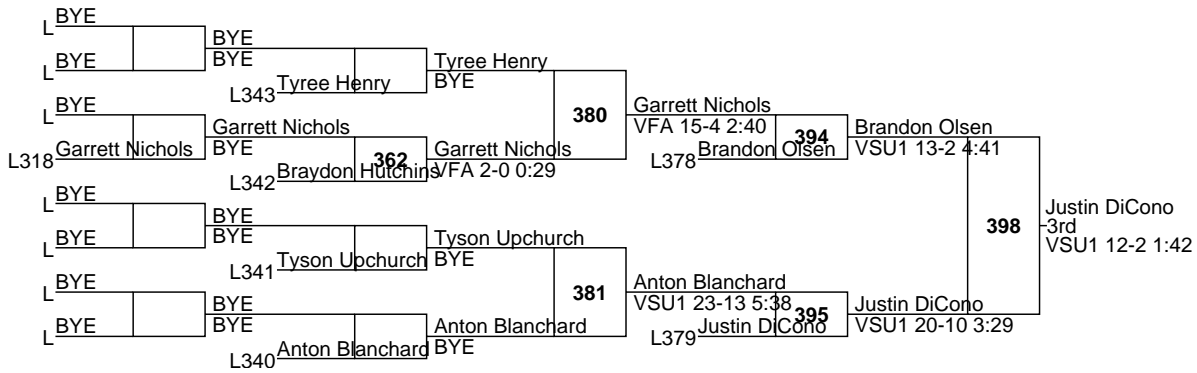 L BYE
BYE
L BYE
BYE
Tyree Henry
L343 Tyree Henry
BYE
L BYE
380
Garrett Nichols
Garrett Nichols
VFA 15-4 2:40
394
Brandon Olsen
L318 Garrett Nichols
BYE
362
Garrett Nichols
L378 Brandon Olsen
VSU1 13-2 4:41
L342 Braydon Hutchins
VFA 2-0 0:29
L BYE
Justin DiCono
BYE
398
3rd
L BYE
BYE
Tyson Upchurch
VSU1 12-2 1:42
L341 Tyson Upchurch
BYE
L BYE
381
Anton Blanchard
BYE
VSU1 23-13 5:38
395
Justin DiCono
L BYE
BYE
Anton Blanchard
L379 Justin DiCono
VSU1 20-10 3:29
L340 Anton Blanchard
BYE